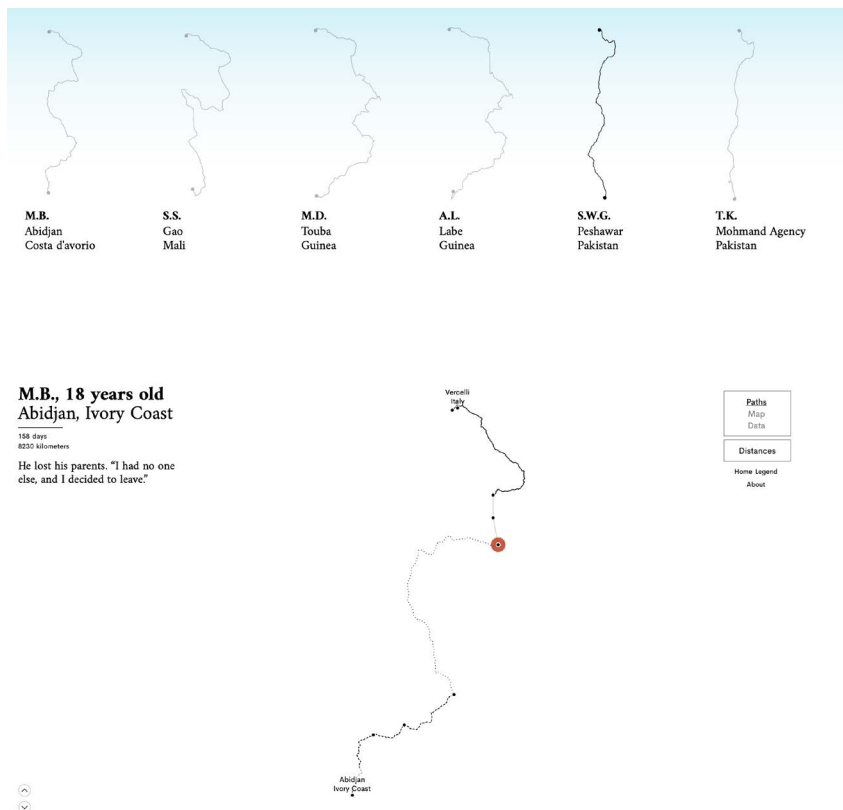 M.B.
Abidjan
Costa d'avorio
S.S.
Gao
Mali
M.D.
Touba
Guinea
A.L.
Labe
Guinea
S.W.G.
Peshawar
Pakistan
T.K.
Mohmand Agency
Pakistan
M.B., 18 years old
Abidjan, Ivory Coast
158 days
8230 kilometers
He lost his parents. “I had no one
else, and I decided to leave.”
Vercelli
Italy
Abidjan
Ivory Coast
Paths
Map
Data
Distances
Home Legend
About